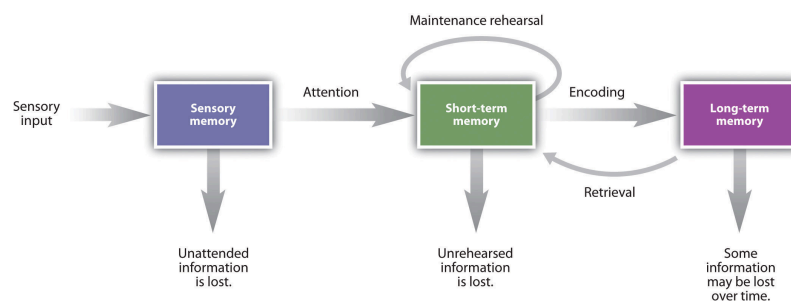 Maintenance rehearsal
Sensory
input
Sensory
memory
Attention
Short-term
memory
Encoding
Long-term
memory
Retrieval
Unattended
information
is lost.
Unrehearsed
information
is lost.
Some
information
may be lost
over time.